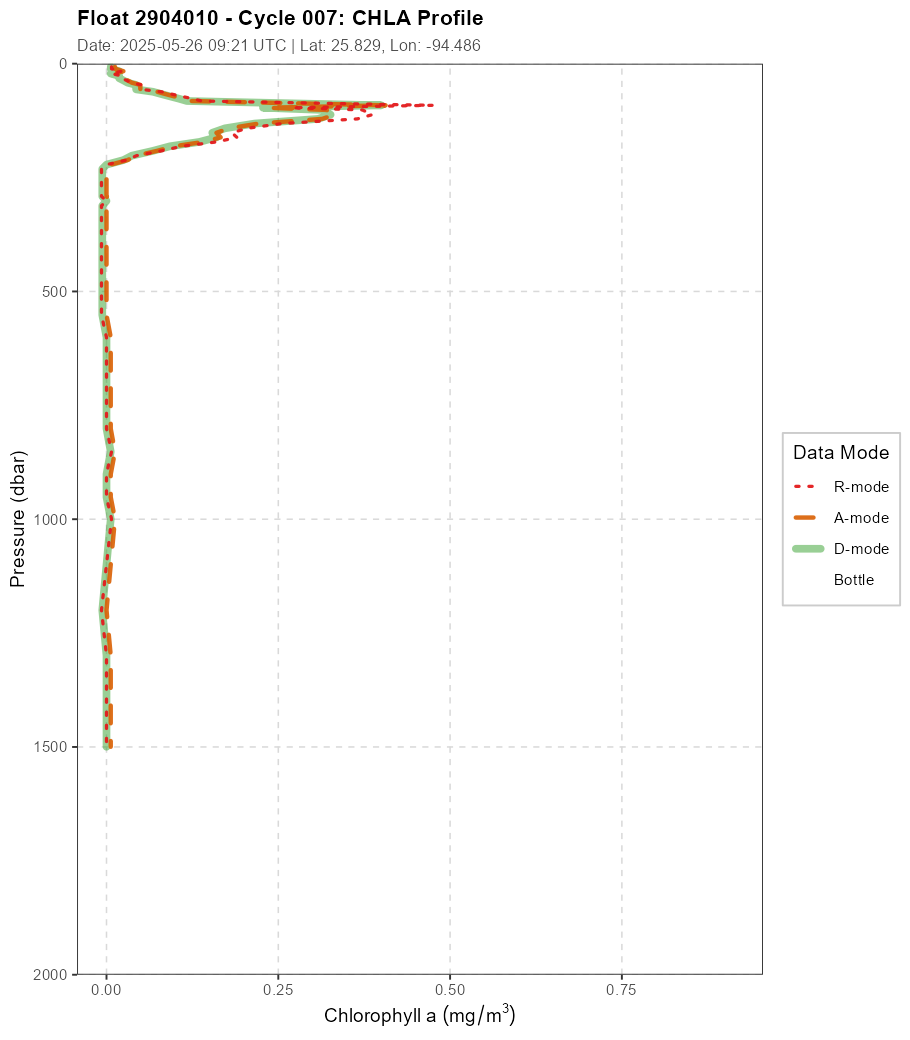 Float 2904010 - Cycle 007: CHLA Profile
Date: 2025-05-26 09:21 UTC | Lat: 25.829, Lon: -94.486
0
500
1000
1500
2000
Pressure (dbar)
0.00
0.25
0.50
0.75
Chlorophyll a (mg/m³)
Data Mode
R-mode
A-mode
D-mode
Bottle